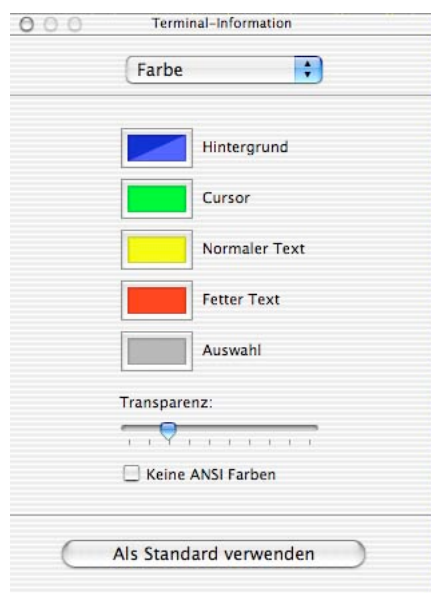 Terminal-Information
Farbe
Hintergrund
Cursor
Normaler Text
Fetter Text
Auswahl
Transparenz:
Keine ANSI Farben
Als Standard verwenden